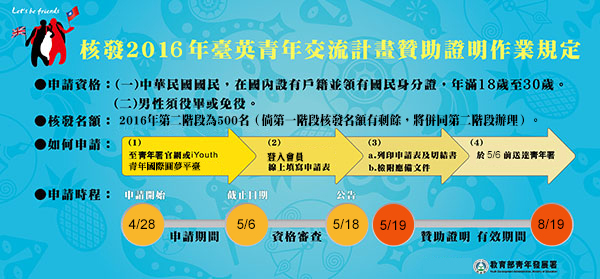 Let's be friends
核發2016年臺英青年交流計畫贊助證明作業規定
●申請資格：(一)中華民國國民，在國內設有戶籍並領有國民身分證，年滿18歲至30歲。
(二)男性須役畢或免役。
●核發名額：2016年第二階段為500名（倘第一階段核發名額有剩餘，將併同第二階段辦理）。
●如何申請：
(1)
至青年署官網或iYouth
青年國際圓夢平臺
(2)
登入會員
線上填寫申請表
(3)
a.列印申請表及切結書
b.檢附應備文件
(4)
於 5/6 前送達青年署
●申請時程：
申請開始 截止日期 公告
4/28 申請期間 5/6 資格審查 5/18 5/19 贊助證明 有效期間 8/19
教育部青年發展署